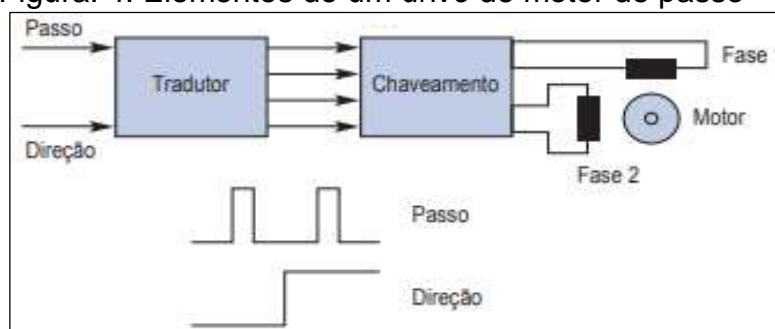 Figura. 4. Elementos de um drive de motor de passo
Passo
Fase 1
Tradutor
Chaveamento
Motor
Direção
Fase 2
Passo
Direção